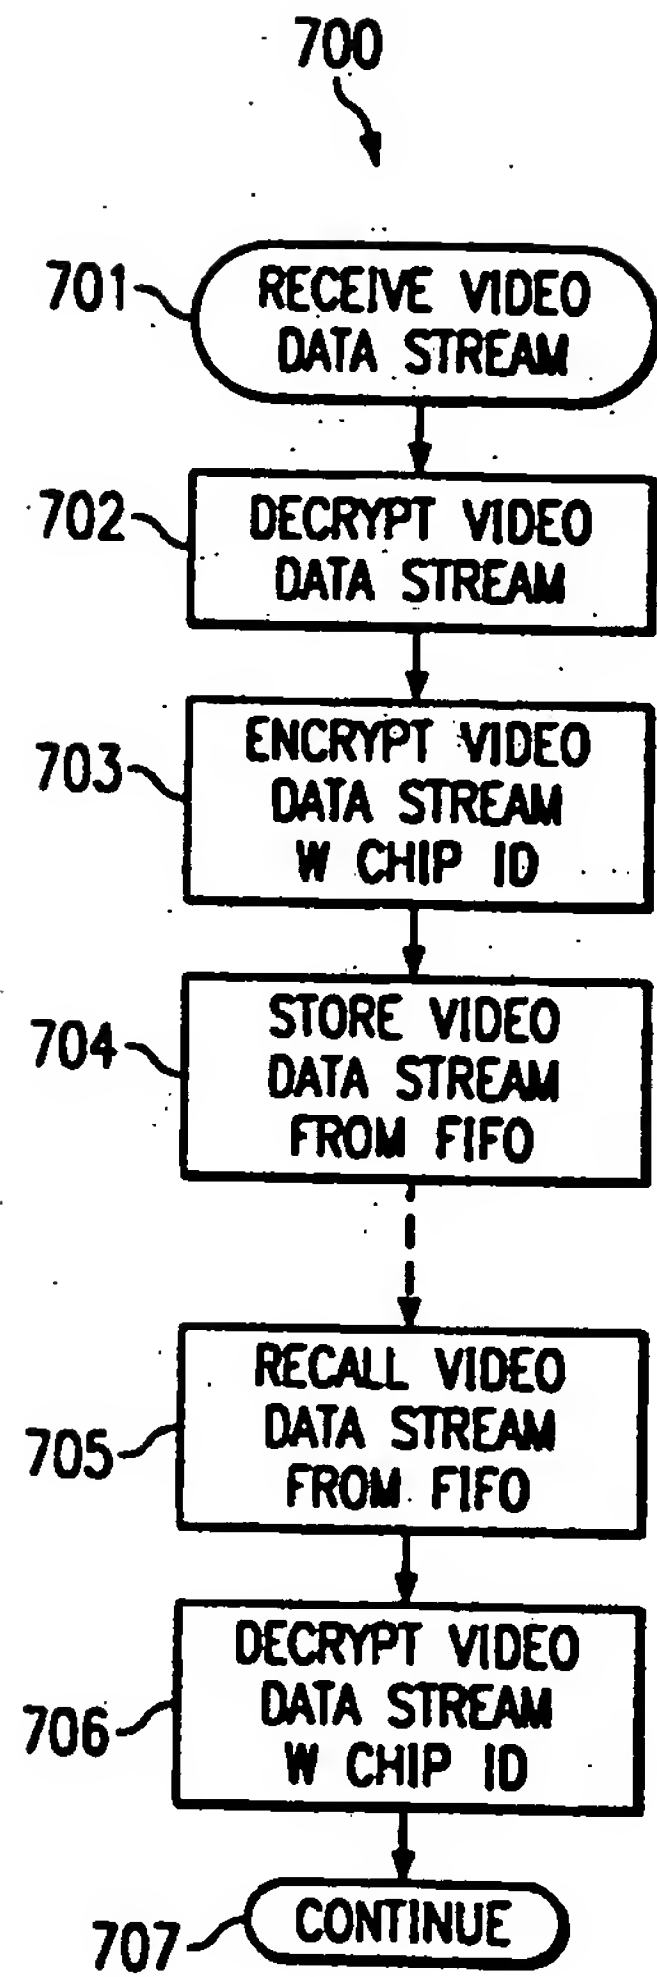 700
701
RECEIVE VIDEO
DATA STREAM
702
DECRYPT VIDEO
DATA STREAM
703
ENCRYPT VIDEO
DATA STREAM
W CHIP ID
704
STORE VIDEO
DATA STREAM
FROM FIFO
705
RECALL VIDEO
DATA STREAM
FROM FIFO
706
DECRYPT VIDEO
DATA STREAM
W CHIP ID
707
CONTINUE